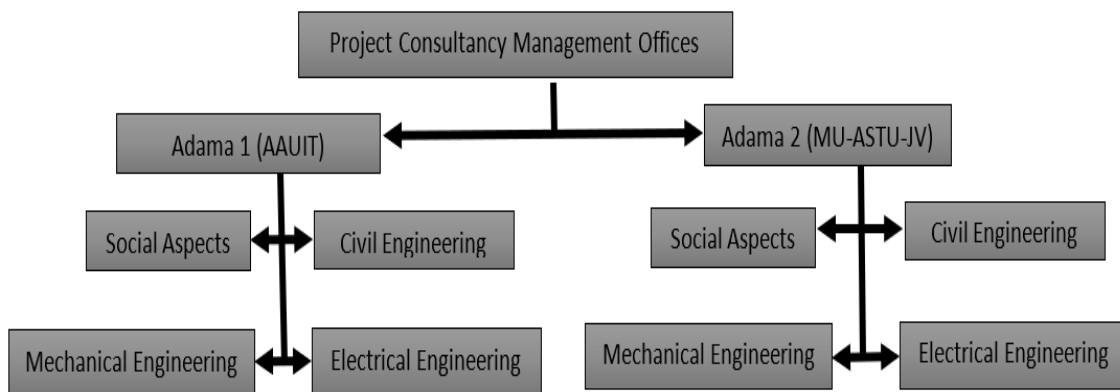 Project Consultancy Management Offices
Adama 1 (AAUIT)
Adama 2 (MU-ASTU-JV)
Social Aspects
Civil Engineering
Social Aspects
Civil Engineering
Mechanical Engineering
Electrical Engineering
Mechanical Engineering
Electrical Engineering